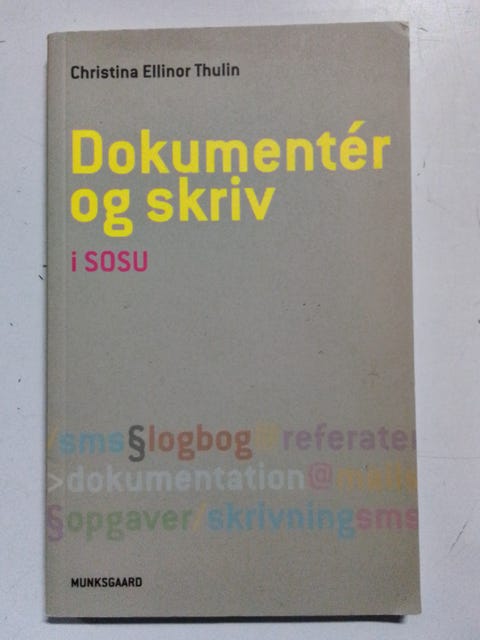 Christina Ellinor Thulin
Dokumentér
og skriv
i SOSU
/sms§logbog@referater
>dokumentation@mails
§opgaver/skrivningsms
MUNKSGAARD